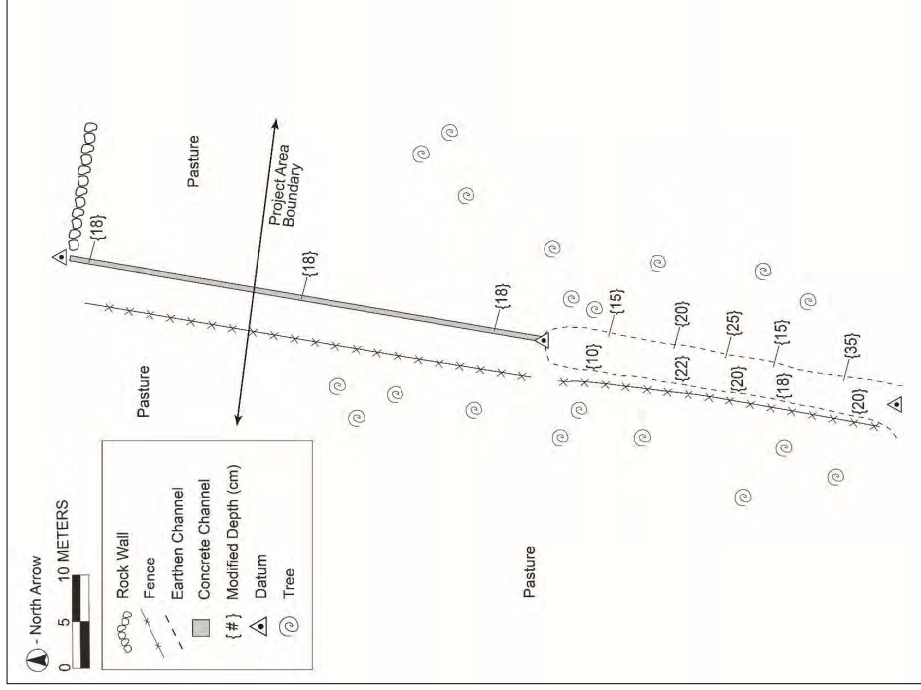 - North Arrow
0 5 10 METERS
Rock Wall
Fence
Earthen Channel
Concrete Channel
{#} Modified Depth (cm)
Datum
Tree
Pasture
Pasture
Project Area
Boundary
Pasture
{18}
{18}
{18}
{15}
{10}
{20}
{22}
{25}
{20}
{15}
{18}
{35}
{20}